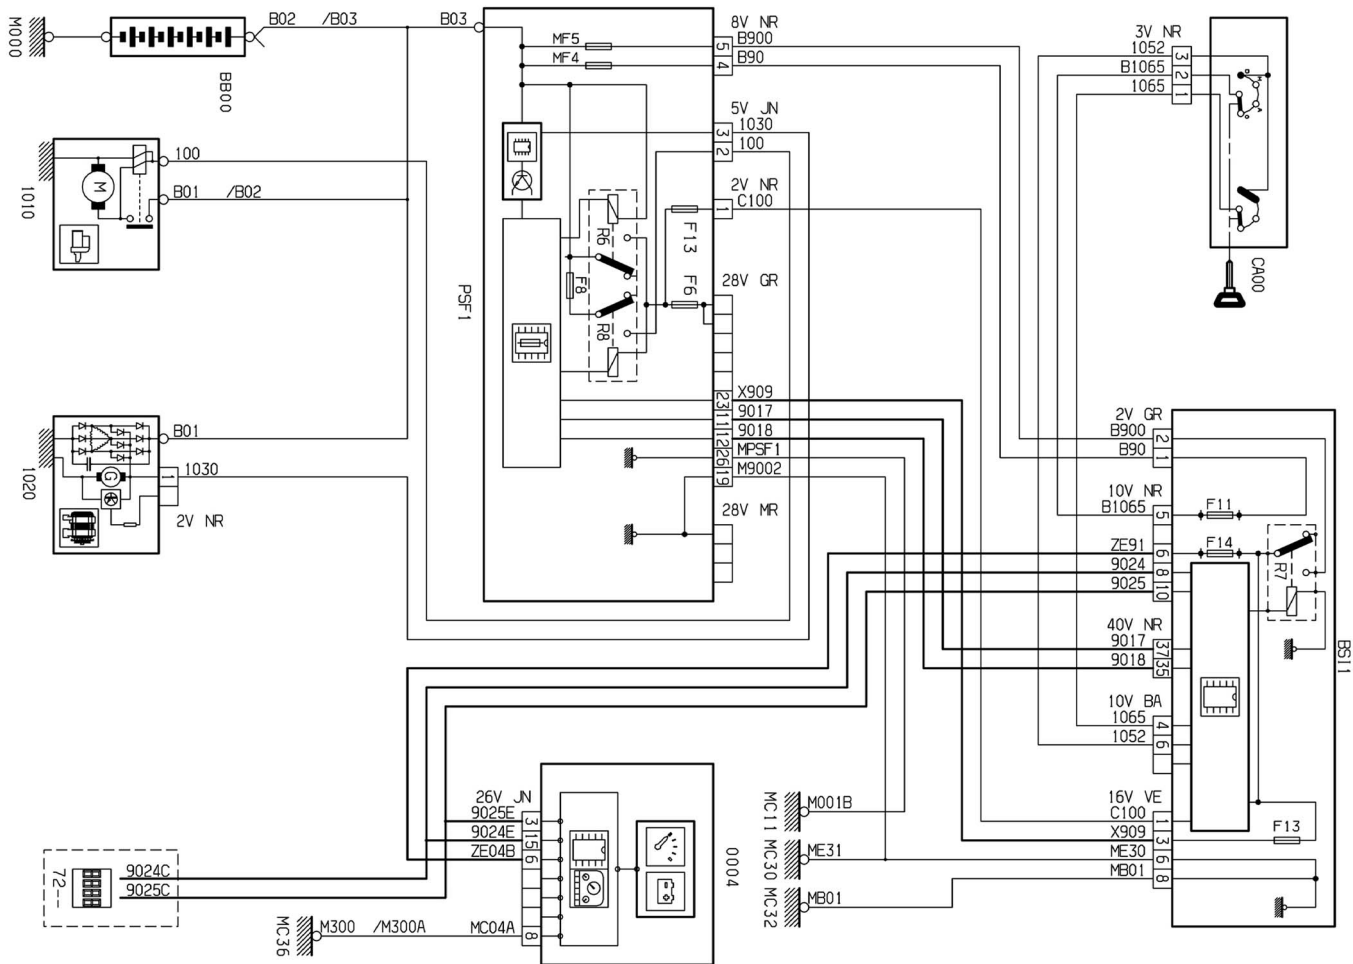 M000
B02 /B03
BB00
B03
8V NR
MF5
5
B900
MF4
4
B90
5V JN
3
1030
2
100
2V NR
1
C100
F13
F6
28V GR
R6
F8
R8
PSF1
X909
23
9017
11
9018
12
MPSF1
26
M9002
19
28V MR
100
B01 /B02
M
1010
B01
1030
1
G
1020
2V NR
3V NR
1052
3
B1065
2
1065
1
CA00
2V GR
B900
2
B90
1
10V NR
B1065
5
F11
ZE91
6
F14
9024
8
9025
10
R7
40V NR
9017
37
9018
35
BSI1
10V BA
1065
4
1052
6
16V VE
C100
1
X909
3
F13
ME30
6
MB01
8
26V JN
9025E
3
9024E
15
ZE04B
6
MC04A
8
0004
M300 /M300A
MC36
M001B
MC11
ME31
MC30
MB01
MC32
9024C
9025C
72--